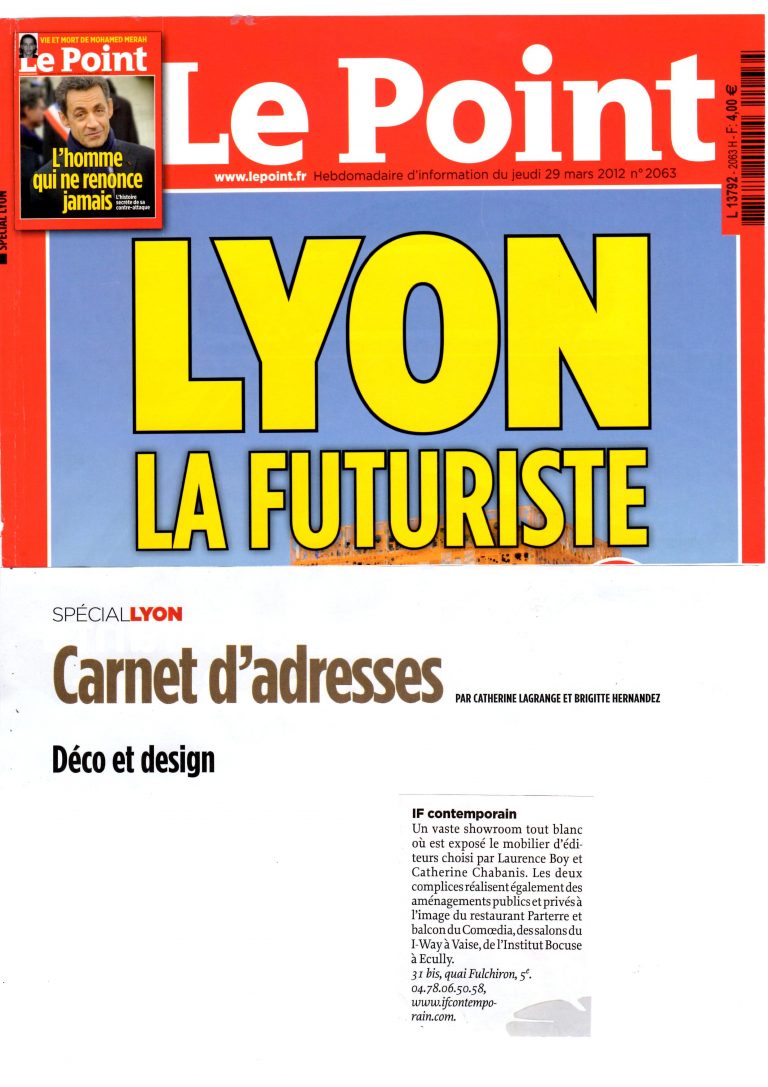 VIE ET MORT DE MOHAMED MERAH
Le Point
L'homme
qui ne renonce
jamais
L'histoire
secrète de sa
contre-attaque
Le Point
www.lepoint.fr Hebdomadaire d'information du jeudi 29 mars 2012 n° 2063
L 13792 - 2063 H - F: 4,00 €
SPÉCIAL LYON
LYON
LA FUTURISTE
SPÉCIALLYON
Carnet d'adresses
PAR CATHERINE LAGRANGE ET BRIGITTE HERNANDEZ
Déco et design
IF contemporain
Un vaste showroom tout blanc
où est exposé le mobilier d'édi-
teurs choisi par Laurence Boy et
Catherine Chabanis. Les deux
complices réalisent également des
aménagements publics et privés à
l'image du restaurant Parterre et
balcon du Comœdia, des salons du
I-Way à Vaise, de l'Institut Bocuse
à Ecully.
31 bis, quai Fulchiron, 5e.
04.78.06.50.58,
www.ifcontempo-
rain.com.